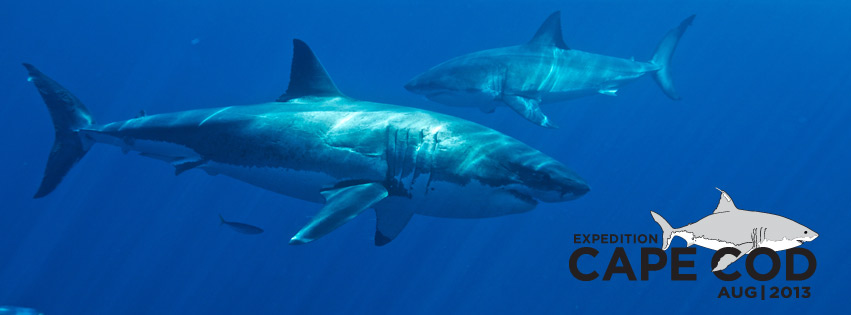 EXPEDITION
CAPE COD
AUG | 2013